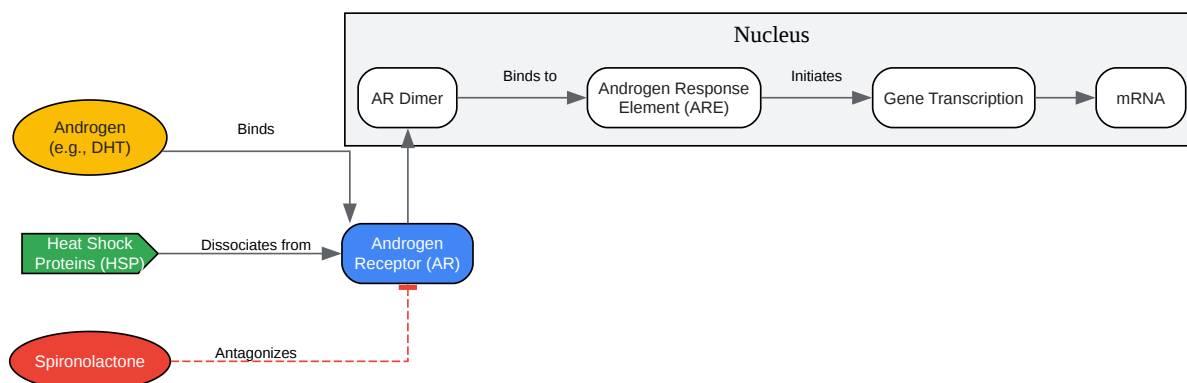 Nucleus
AR Dimer
Binds to
Androgen Response
Element (ARE)
Initiates
Gene Transcription
mRNA
Androgen
(e.g., DHT)
Binds
Heat Shock
Proteins (HSP)
Dissociates from
Androgen
Receptor (AR)
Spironolactone
Antagonizes